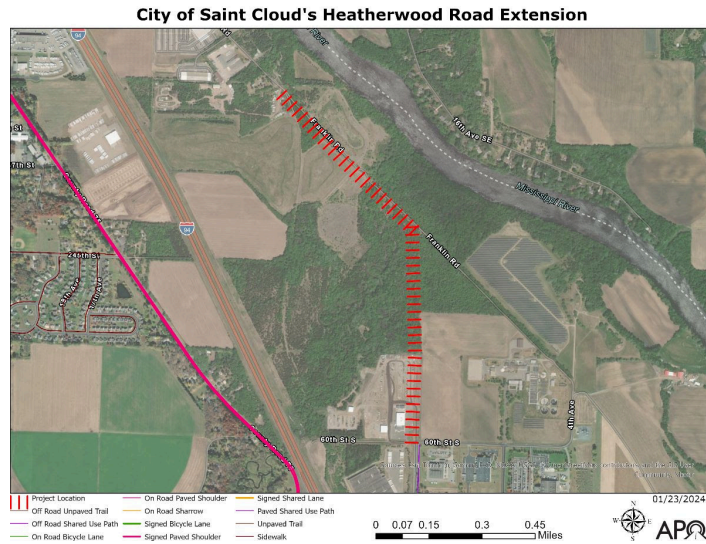 City of Saint Cloud's Heatherwood Road Extension
94
Rd
River
16th Ave SE
St
Franklin Rd
7th St
Mississippi River
94
Franklin Rd
245th St
15th Ave
4th Ave
60th St S
60th St S
Project Location
On Road Paved Shoulder
Signed Shared Lane
01/23/2024
Off Road Unpaved Trail
On Road Sharrow
Paved Shared Use Path
Off Road Shared Use Path
Signed Bicycle Lane
Unpaved Trail
On Road Bicycle Lane
Signed Paved Shoulder
Sidewalk
0 0.07 0.15 0.3 0.45
Miles
N
W E
S
APO